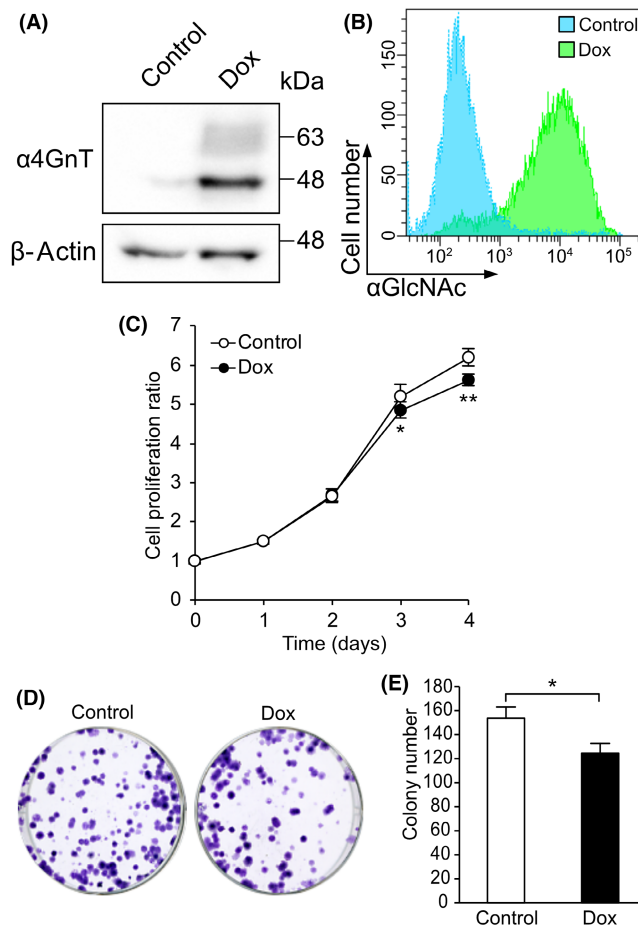 (A)
Control
Dox
kDa
α4GnT
63
48
β-Actin
48
(B)
Control
Dox
150
100
50
0
Cell number
10²
10³
10⁴
10⁵
αGlcNAc
(C)
7
6
5
4
3
2
1
0
Cell proliferation ratio
Control
Dox
*
**
0
1
2
3
4
Time (days)
(D)
Control
Dox
(E)
180
160
140
120
100
80
60
40
20
0
Colony number
*
Control
Dox